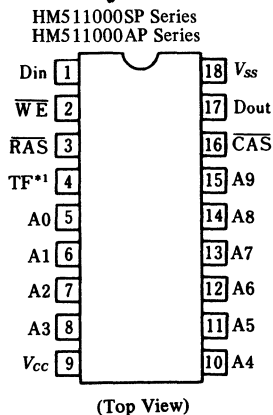 HM511000SP Series
HM511000AP Series
Din 1 18 Vss
WE 2 17 Dout
RAS 3 16 CAS
TF*1 4 15 A9
A0 5 14 A8
A1 6 13 A7
A2 7 12 A6
A3 8 11 A5
Vcc 9 10 A4
(Top View)